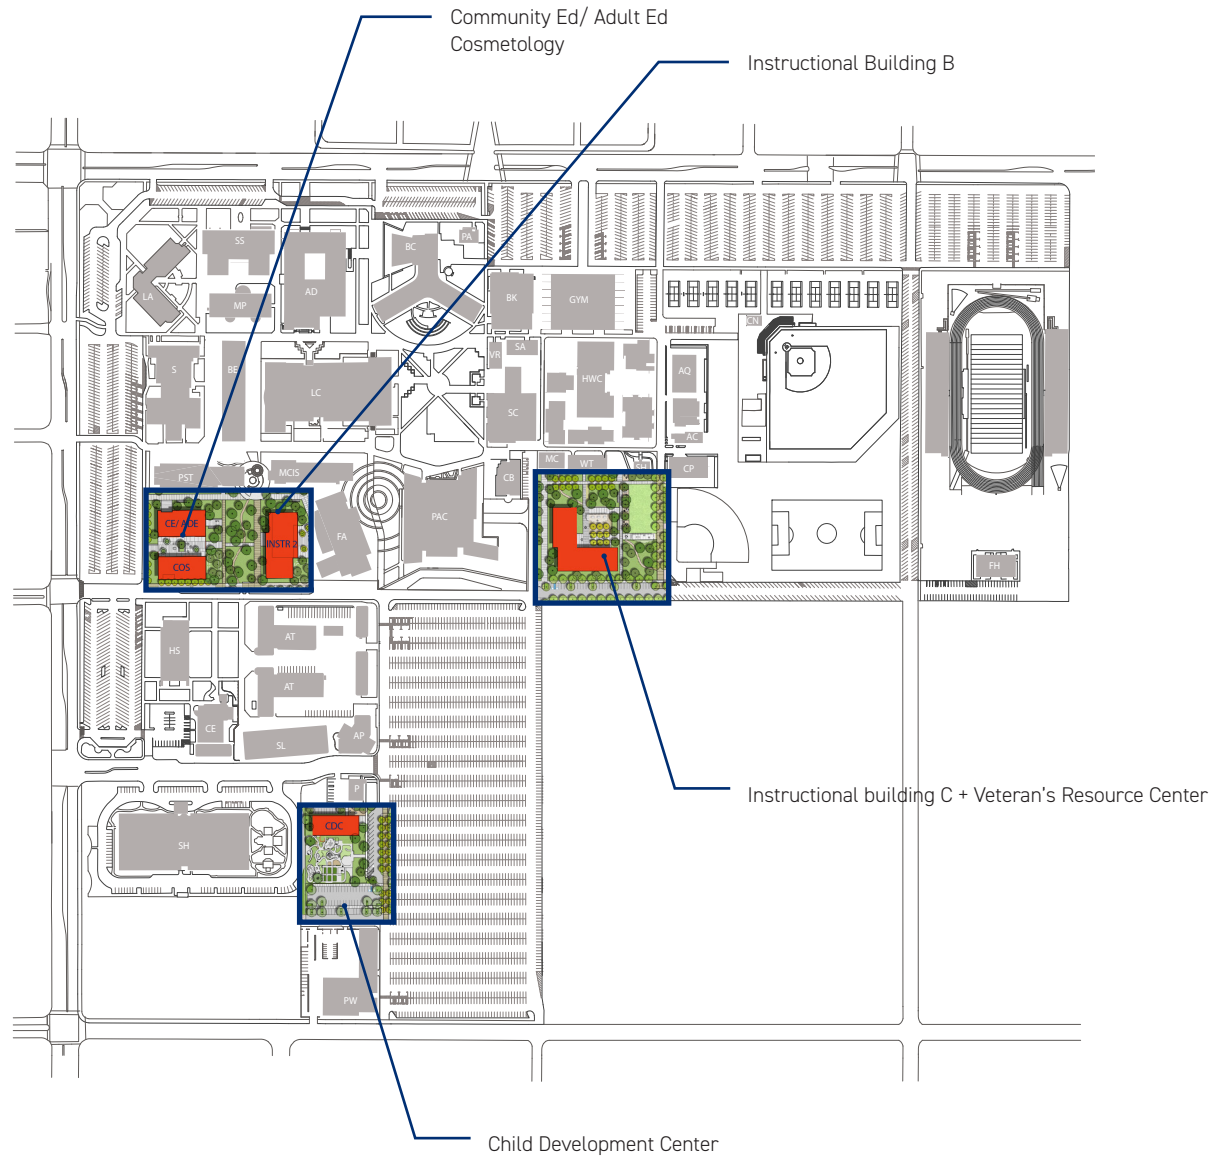 Community Ed/ Adult Ed
Cosmetology
Instructional Building B
SS
BC
PA
LA
MP
AD
BK
GYM
CN
S
BE
LC
VR
SA
SC
HWC
AQ
AC
PST
MCIS
CB
MC
WT
SH
CP
CE/ ADE
COS
INSTR 2
FA
PAC
FH
HS
AT
AT
CE
SL
AP
P
Instructional building C + Veteran's Resource Center
CDC
SH
PW
Child Development Center